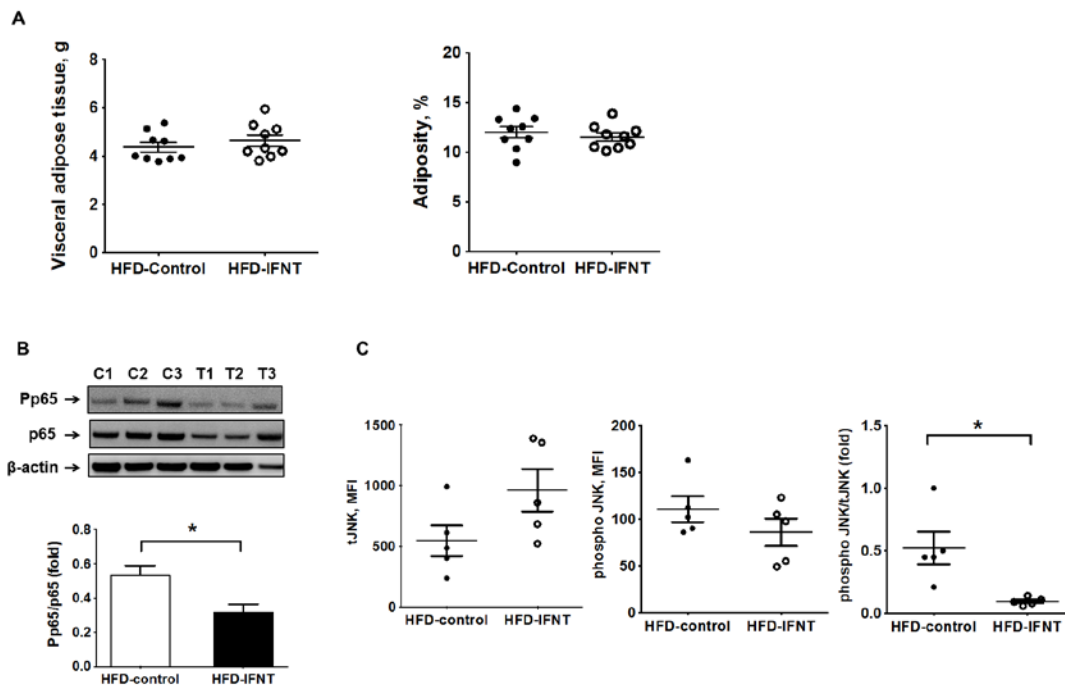 A
Visceral adipose tissue, g
8
6
4
2
0
HFD-Control HFD-IFNT
Adiposity, %
20
15
10
5
0
HFD-Control HFD-IFNT
B
C1 C2 C3 T1 T2 T3
Pp65 →
p65 →
β-actin →
Pp65/p65 (fold)
0.8
0.6
0.4
0.2
0.0
*
HFD-control HFD-IFNT
C
tJNK, MFI
1500
1000
500
0
HFD-control HFD-IFNT
phospho JNK, MFI
200
150
100
50
0
HFD-control HFD-IFNT
phospho JNK/tJNK (fold)
1.5
1.0
0.5
0.0
*
HFD-control HFD-IFNT